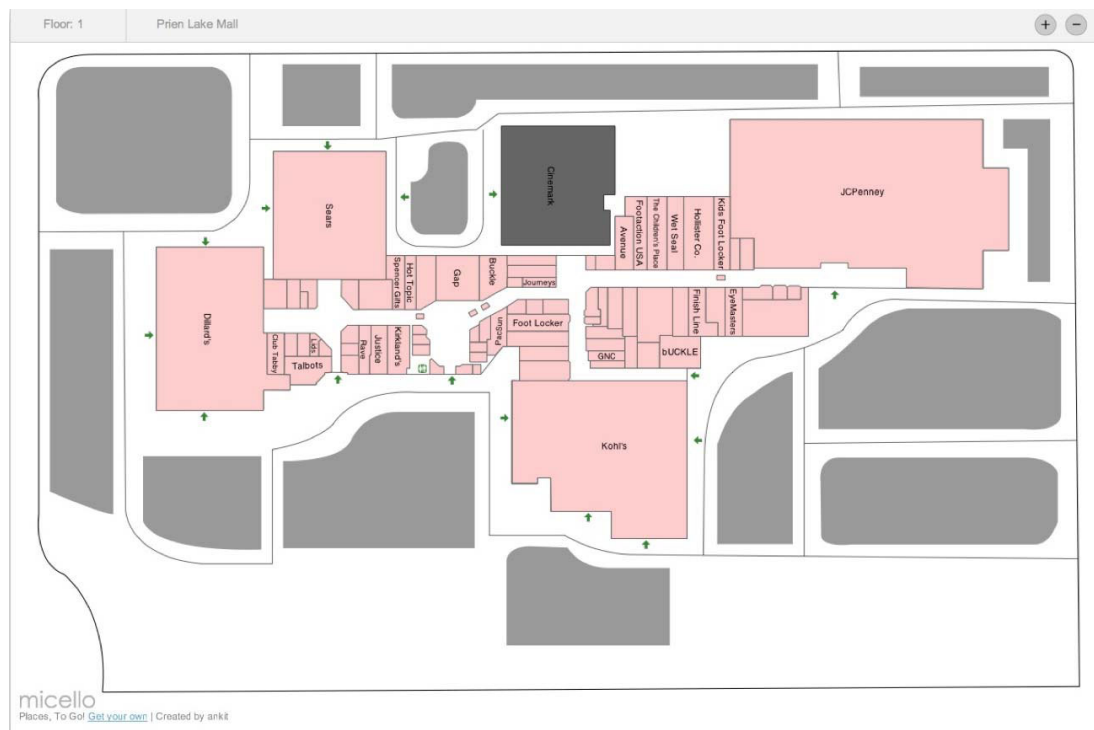 Floor: 1
Prien Lake Mall
+
−
Cinemark
JCPenney
Sears
Avenue
Footaction USA
The Children's Place
Wet Seal
Hollister Co.
Kids Foot Locker
Spencer Gifts
Hot Topic
Gap
Buckle
Journeys
Dillard's
Club Tabby
Lids
Talbots
Rave
Justice
Kirkland's
PacSun
Foot Locker
GNC
bUCKLE
Finish Line
EyeMasters
Kohl's
micello
Places, To Go! Get your own | Created by ankit